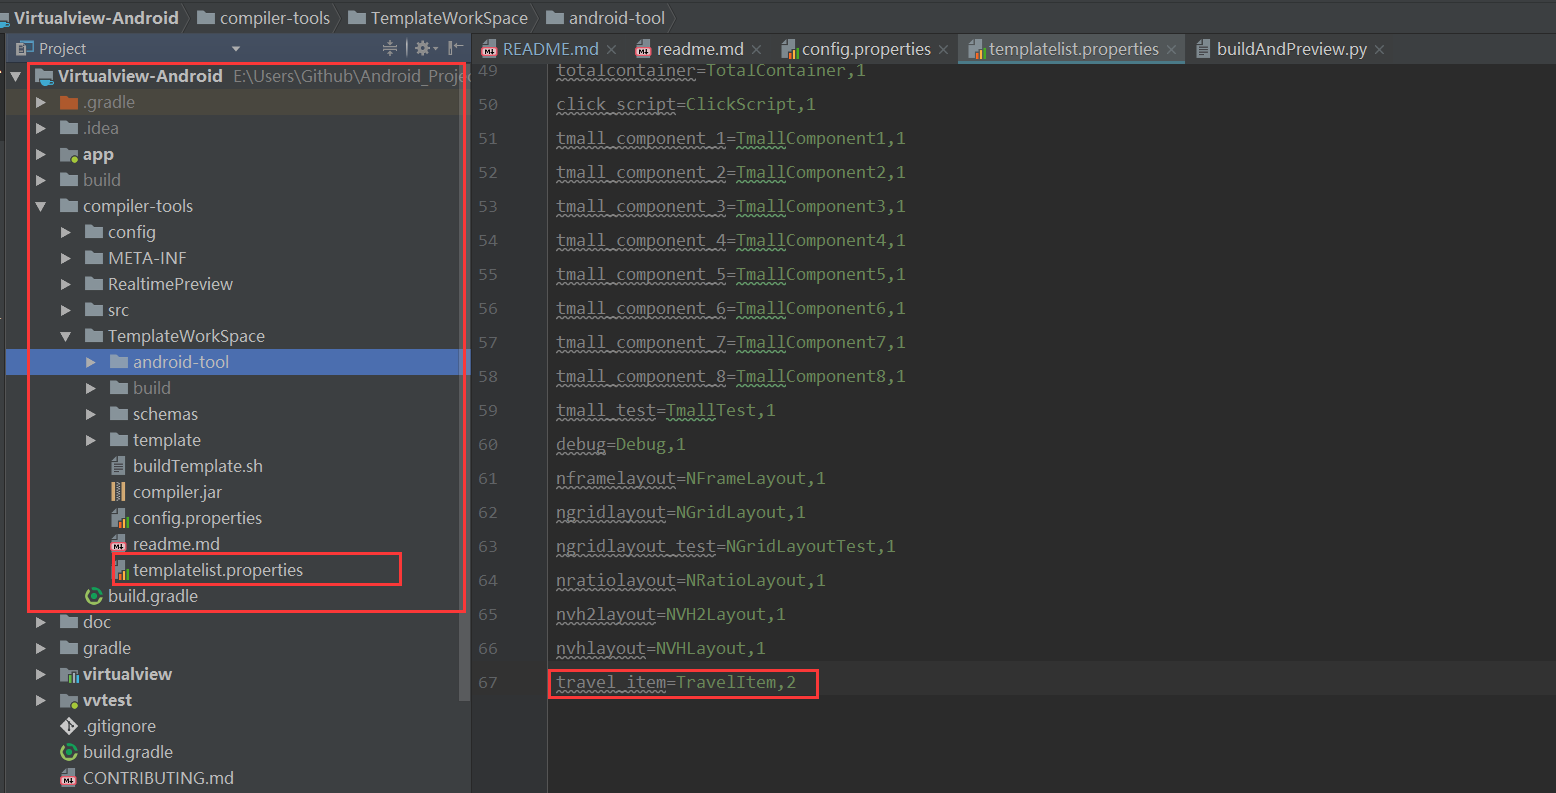 Virtualview-Android compiler-tools TemplateWorkSpace android-tool
Project
README.md readme.md config.properties templatelist.properties buildAndPreview.py
Virtualview-Android E:\Users\Github\Android_Projec
.gradle
.idea
app
build
compiler-tools
config
META-INF
RealtimePreview
src
TemplateWorkSpace
android-tool
build
schemas
template
buildTemplate.sh
compiler.jar
config.properties
readme.md
templatelist.properties
build.gradle
doc
gradle
virtualview
vvtest
.gitignore
build.gradle
CONTRIBUTING.md
49 totalcontainer=TotalContainer,1
50 click_script=ClickScript,1
51 tmall_component_1=TmallComponent1,1
52 tmall_component_2=TmallComponent2,1
53 tmall_component_3=TmallComponent3,1
54 tmall_component_4=TmallComponent4,1
55 tmall_component_5=TmallComponent5,1
56 tmall_component_6=TmallComponent6,1
57 tmall_component_7=TmallComponent7,1
58 tmall_component_8=TmallComponent8,1
59 tmall_test=TmallTest,1
60 debug=Debug,1
61 nframelayout=NFrameLayout,1
62 ngridlayout=NGridLayout,1
63 ngridlayout_test=NGridLayoutTest,1
64 nratiolayout=NRatioLayout,1
65 nvh2layout=NVH2Layout,1
66 nvhlayout=NVHLayout,1
67 travel_item=TravelItem,2